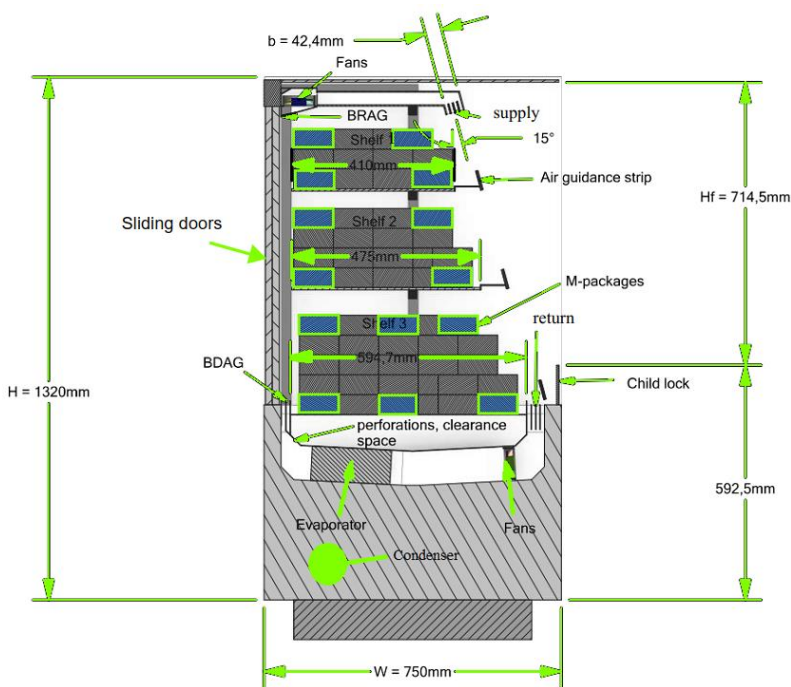 b = 42,4mm
Fans
BRAG
supply
15°
Shelf 1
410mm
Air guidance strip
Hf = 714,5mm
Sliding doors
Shelf 2
475mm
M-packages
return
Shelf 3
594,7mm
BDAG
Child lock
H = 1320mm
perforations, clearance
space
592,5mm
Evaporator
Fans
Condenser
W = 750mm